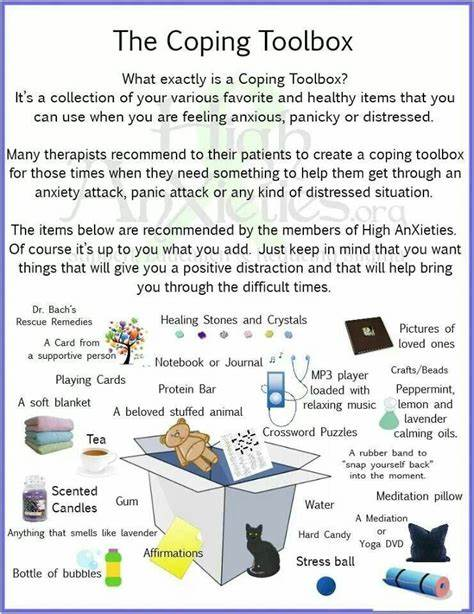 The Coping Toolbox
What exactly is a Coping Toolbox?
It's a collection of your various favorite and healthy items that you
can use when you are feeling anxious, panicky or distressed.
Many therapists recommend to their patients to create a coping toolbox
for those times when they need something to help them get through an
anxiety attack, panic attack or any kind of distressed situation.
The items below are recommended by the members of High AnXieties.
Of course it's up to you what you add. Just keep in mind that you want
things that will give you a positive distraction and that will help bring
you through the difficult times.
High
AnXieties.org
Dr. Bach's
Rescue Remedies
Healing Stones and Crystals
Pictures of
loved ones
A Card from
a supportive person
Notebook or Journal
Crafts/Beads
Playing Cards
Protein Bar
MP3 player
loaded with
relaxing music
Peppermint,
lemon and
lavender
calming oils.
A soft blanket
A beloved stuffed animal
Tea
Crossword Puzzles
A rubber band to
"snap yourself back"
into the moment.
Scented
Candles
Gum
Water
Meditation pillow
Anything that smells like lavender
Hard Candy
A Mediation
or
Yoga DVD
Affirmations
Stress ball
Bottle of bubbles